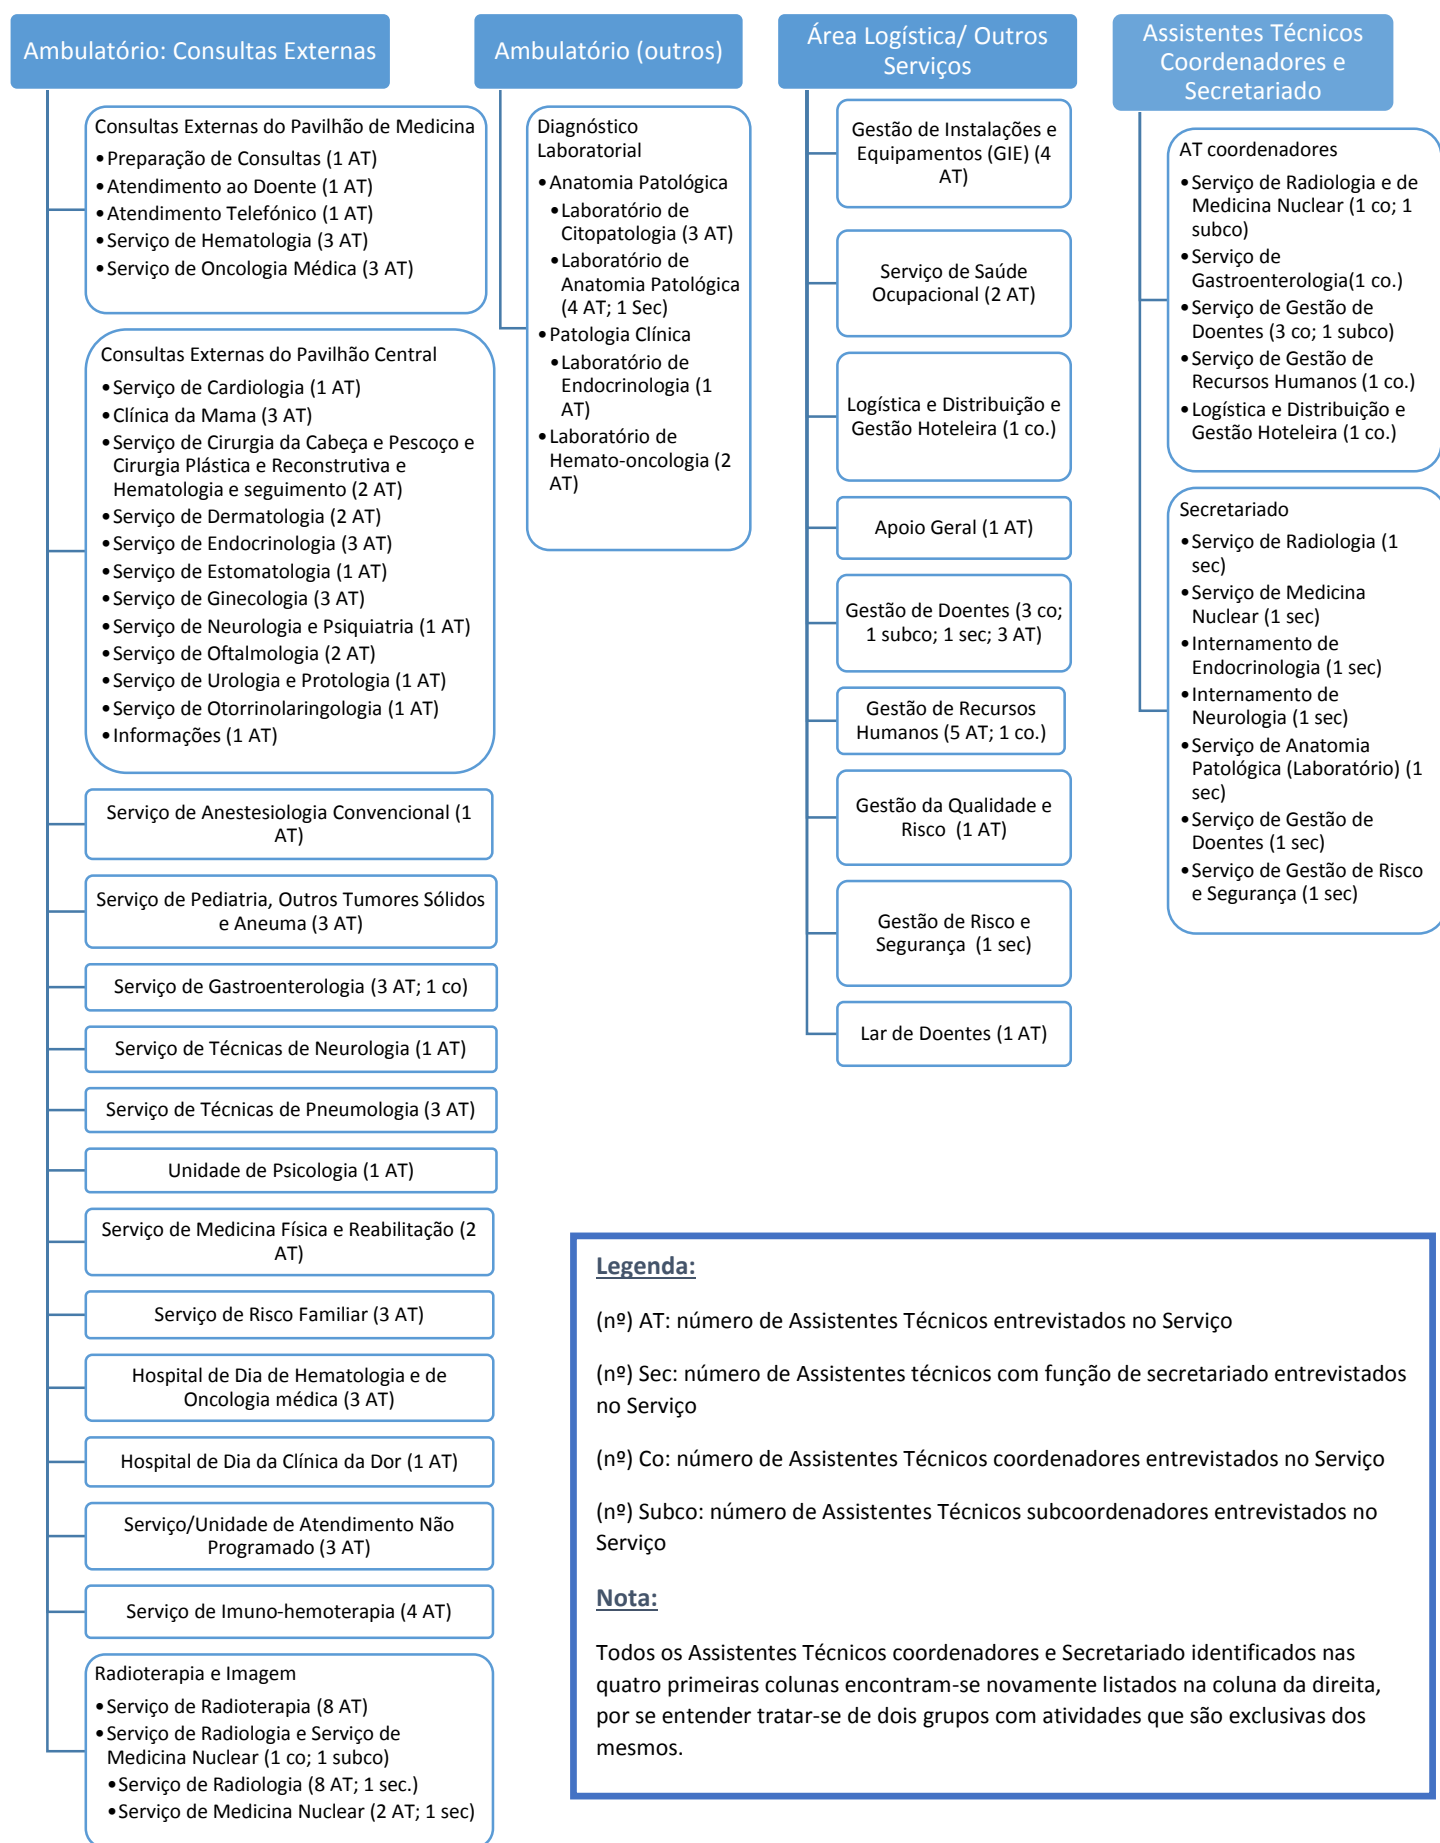 Ambulatório: Consultas Externas
Consultas Externas do Pavilhão de Medicina
•Preparação de Consultas (1 AT)
•Atendimento ao Doente (1 AT)
•Atendimento Telefónico (1 AT)
•Serviço de Hematologia (3 AT)
•Serviço de Oncologia Médica (3 AT)
Consultas Externas do Pavilhão Central
•Serviço de Cardiologia (1 AT)
•Clínica da Mama (3 AT)
•Serviço de Cirurgia da Cabeça e Pescoço e
Cirurgia Plástica e Reconstrutiva e
Hematologia e seguimento (2 AT)
•Serviço de Dermatologia (2 AT)
•Serviço de Endocrinologia (3 AT)
•Serviço de Estomatologia (1 AT)
•Serviço de Ginecologia (3 AT)
•Serviço de Neurologia e Psiquiatria (1 AT)
•Serviço de Oftalmologia (2 AT)
•Serviço de Urologia e Protologia (1 AT)
•Serviço de Otorrinolaringologia (1 AT)
•Informações (1 AT)
Serviço de Anestesiologia Convencional (1
AT)
Serviço de Pediatria, Outros Tumores Sólidos
e Aneuma (3 AT)
Serviço de Gastroenterologia (3 AT; 1 co)
Serviço de Técnicas de Neurologia (1 AT)
Serviço de Técnicas de Pneumologia (3 AT)
Unidade de Psicologia (1 AT)
Serviço de Medicina Física e Reabilitação (2
AT)
Serviço de Risco Familiar (3 AT)
Hospital de Dia de Hematologia e de
Oncologia médica (3 AT)
Hospital de Dia da Clínica da Dor (1 AT)
Serviço/Unidade de Atendimento Não
Programado (3 AT)
Serviço de Imuno-hemoterapia (4 AT)
Radioterapia e Imagem
•Serviço de Radioterapia (8 AT)
•Serviço de Radiologia e Serviço de
Medicina Nuclear (1 co; 1 subco)
•Serviço de Radiologia (8 AT; 1 sec.)
•Serviço de Medicina Nuclear (2 AT; 1 sec)
Ambulatório (outros)
Diagnóstico
Laboratorial
•Anatomia Patológica
•Laboratório de
Citopatologia (3 AT)
•Laboratório de
Anatomia Patológica
(4 AT; 1 Sec)
•Patologia Clínica
•Laboratório de
Endocrinologia (1
AT)
•Laboratório de
Hemato-oncologia (2
AT)
Área Logística/ Outros
Serviços
Gestão de Instalações e
Equipamentos (GIE) (4
AT)
Serviço de Saúde
Ocupacional (2 AT)
Logística e Distribuição e
Gestão Hoteleira (1 co.)
Apoio Geral (1 AT)
Gestão de Doentes (3 co;
1 subco; 1 sec; 3 AT)
Gestão de Recursos
Humanos (5 AT; 1 co.)
Gestão da Qualidade e
Risco (1 AT)
Gestão de Risco e
Segurança (1 sec)
Lar de Doentes (1 AT)
Assistentes Técnicos
Coordenadores e
Secretariado
AT coordenadores
•Serviço de Radiologia e de
Medicina Nuclear (1 co; 1
subco)
•Serviço de
Gastroenterologia(1 co.)
•Serviço de Gestão de
Doentes (3 co; 1 subco)
•Serviço de Gestão de
Recursos Humanos (1 co.)
•Logística e Distribuição e
Gestão Hoteleira (1 co.)
Secretariado
•Serviço de Radiologia (1
sec)
•Serviço de Medicina
Nuclear (1 sec)
•Internamento de
Endocrinologia (1 sec)
•Internamento de
Neurologia (1 sec)
•Serviço de Anatomia
Patológica (Laboratório) (1
sec)
•Serviço de Gestão de
Doentes (1 sec)
•Serviço de Gestão de Risco
e Segurança (1 sec)
Legenda:
(nº) AT: número de Assistentes Técnicos entrevistados no Serviço
(nº) Sec: número de Assistentes técnicos com função de secretariado entrevistados
no Serviço
(nº) Co: número de Assistentes Técnicos coordenadores entrevistados no Serviço
(nº) Subco: número de Assistentes Técnicos subcoordenadores entrevistados no
Serviço
Nota:
Todos os Assistentes Técnicos coordenadores e Secretariado identificados nas
quatro primeiras colunas encontram-se novamente listados na coluna da direita,
por se entender tratar-se de dois grupos com atividades que são exclusivas dos
mesmos.